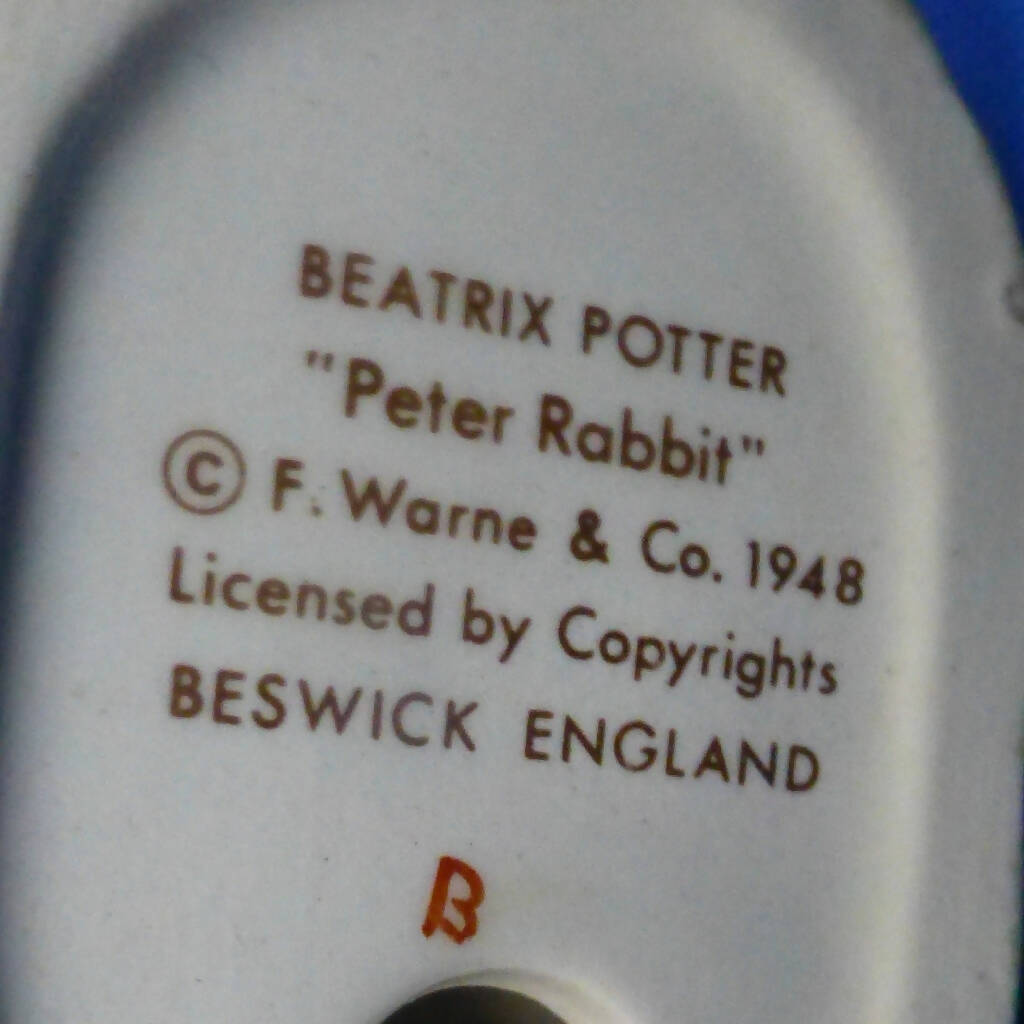 BEATRIX POTTER
"Peter Rabbit"
© F. Warne & Co. 1948
Licensed by Copyrights
BESWICK ENGLAND
B